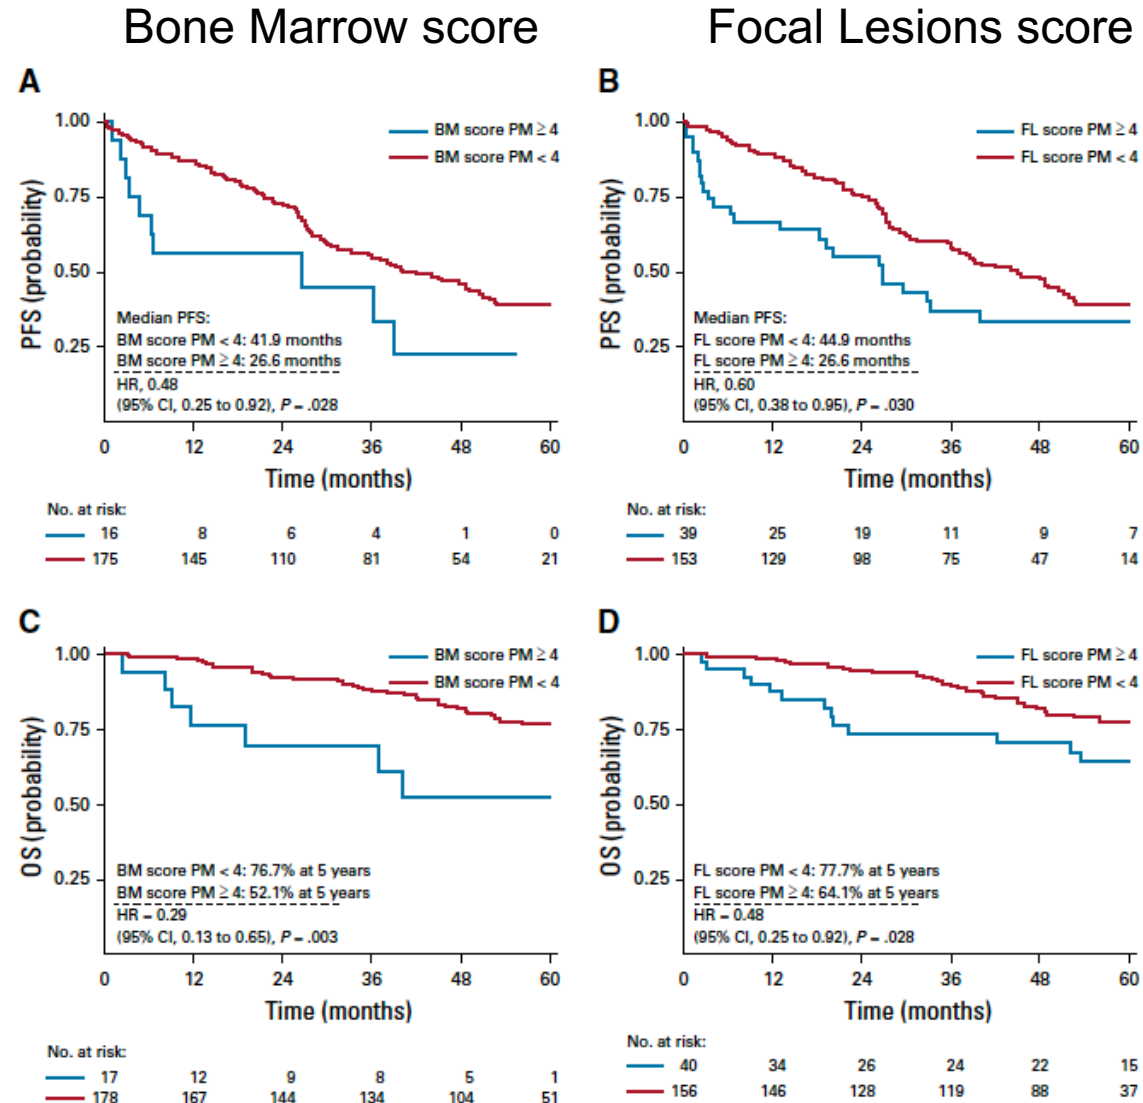 Bone Marrow score
Focal Lesions score
A
PFS (probability)
1.00
0.75
0.50
0.25
BM score PM ≥ 4
BM score PM < 4
Median PFS:
BM score PM < 4: 41.9 months
BM score PM ≥ 4: 26.6 months
HR, 0.48
(95% CI, 0.25 to 0.92), P = .028
0 12 24 36 48 60
Time (months)
No. at risk:
16 8 6 4 1 0
175 145 110 81 54 21
B
PFS (probability)
1.00
0.75
0.50
0.25
FL score PM ≥ 4
FL score PM < 4
Median PFS:
FL score PM < 4: 44.9 months
FL score PM ≥ 4: 26.6 months
HR, 0.60
(95% CI, 0.38 to 0.95), P = .030
0 12 24 36 48 60
Time (months)
No. at risk:
39 25 19 11 9 7
153 129 98 75 47 14
C
OS (probability)
1.00
0.75
0.50
0.25
BM score PM ≥ 4
BM score PM < 4
BM score PM < 4: 76.7% at 5 years
BM score PM ≥ 4: 52.1% at 5 years
HR = 0.29
(95% CI, 0.13 to 0.65), P = .003
0 12 24 36 48 60
Time (months)
No. at risk:
17 12 9 8 5 1
178 167 144 134 104 51
D
OS (probability)
1.00
0.75
0.50
0.25
FL score PM ≥ 4
FL score PM < 4
FL score PM < 4: 77.7% at 5 years
FL score PM ≥ 4: 64.1% at 5 years
HR = 0.48
(95% CI, 0.25 to 0.92), P = .028
0 12 24 36 48 60
Time (months)
No. at risk:
40 34 26 24 22 15
156 146 128 119 88 37